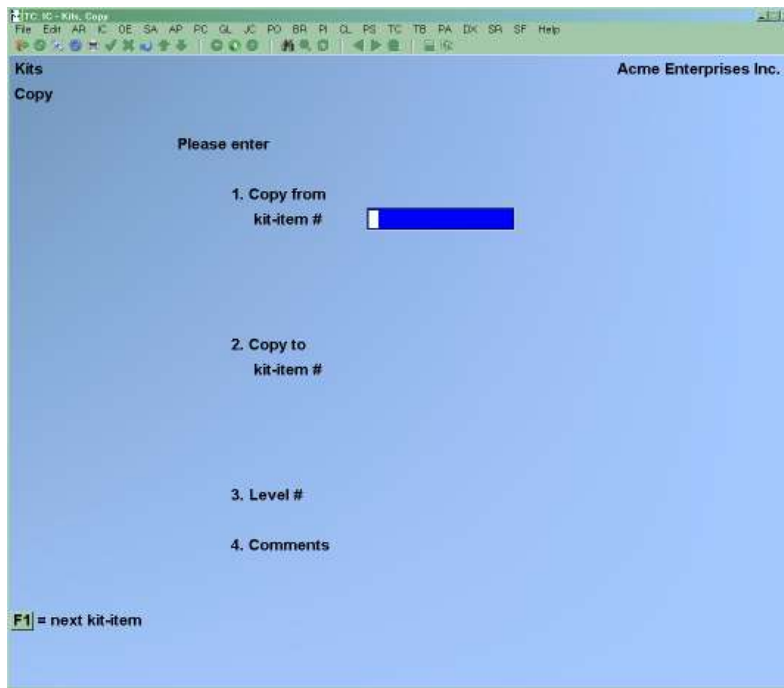 TC: IC - Kits, Copy
File Edit AR IC OE SA AP PC GL JC PO BR PI CL PS TC TB PA DX SR SF Help
Kits
Acme Enterprises Inc.
Copy
Please enter
1. Copy from
kit-item #
2. Copy to
kit-item #
3. Level #
4. Comments
F1 = next kit-item